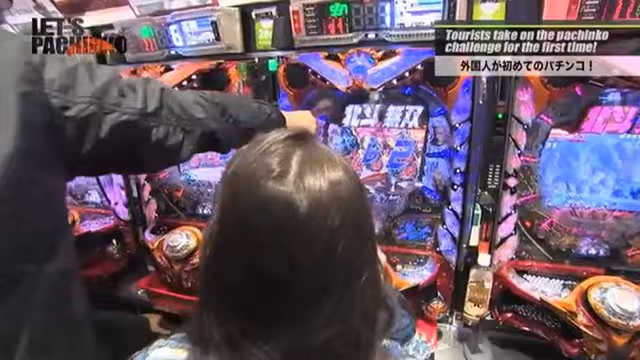 LET'S
PACHINKO
Tourists take on the pachinko
challenge for the first time!
外国人が初めてのパチンコ！
北斗無双